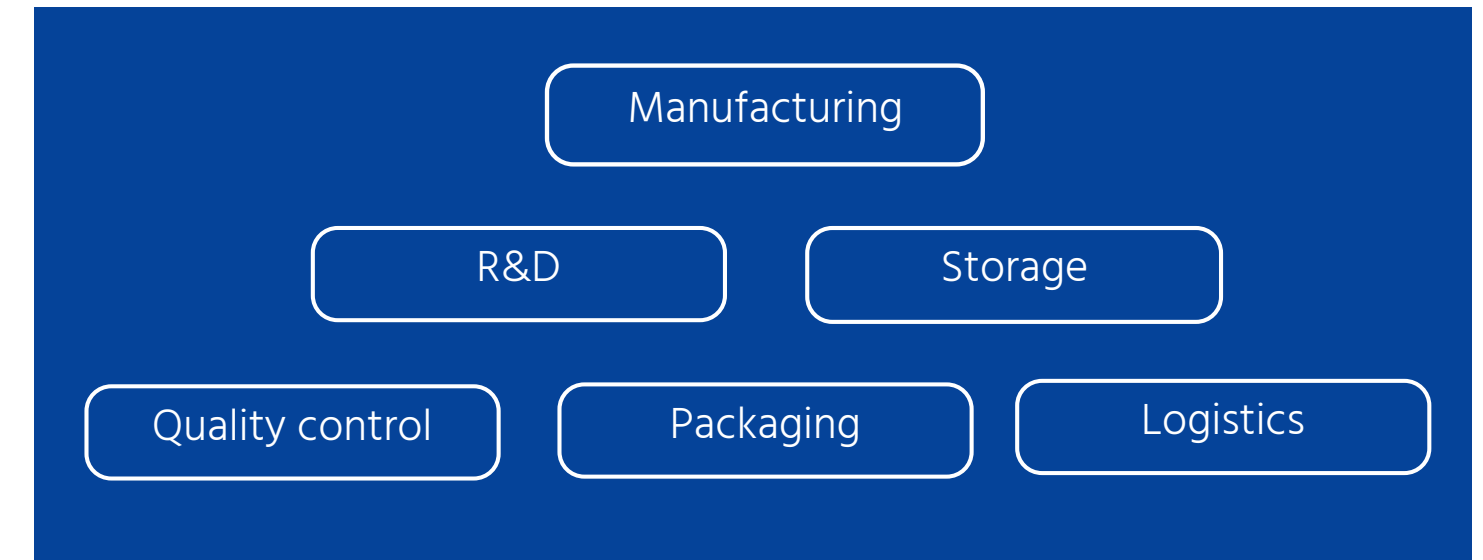 Manufacturing
R&D
Storage
Quality control
Packaging
Logistics